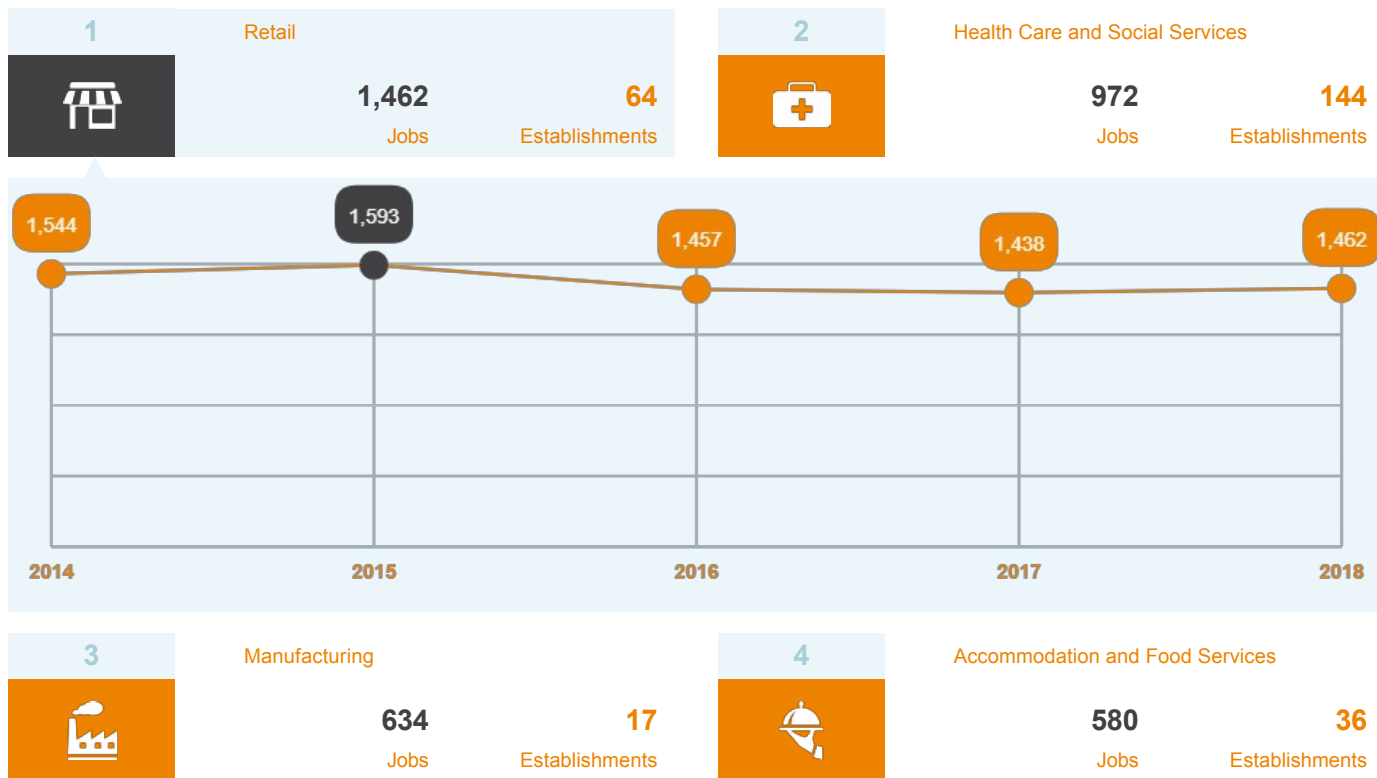 1
Retail
1,462
64
Jobs
Establishments
2
Health Care and Social Services
972
144
Jobs
Establishments
1,544
1,593
1,457
1,438
1,462
2014
2015
2016
2017
2018
3
Manufacturing
634
17
Jobs
Establishments
4
Accommodation and Food Services
580
36
Jobs
Establishments